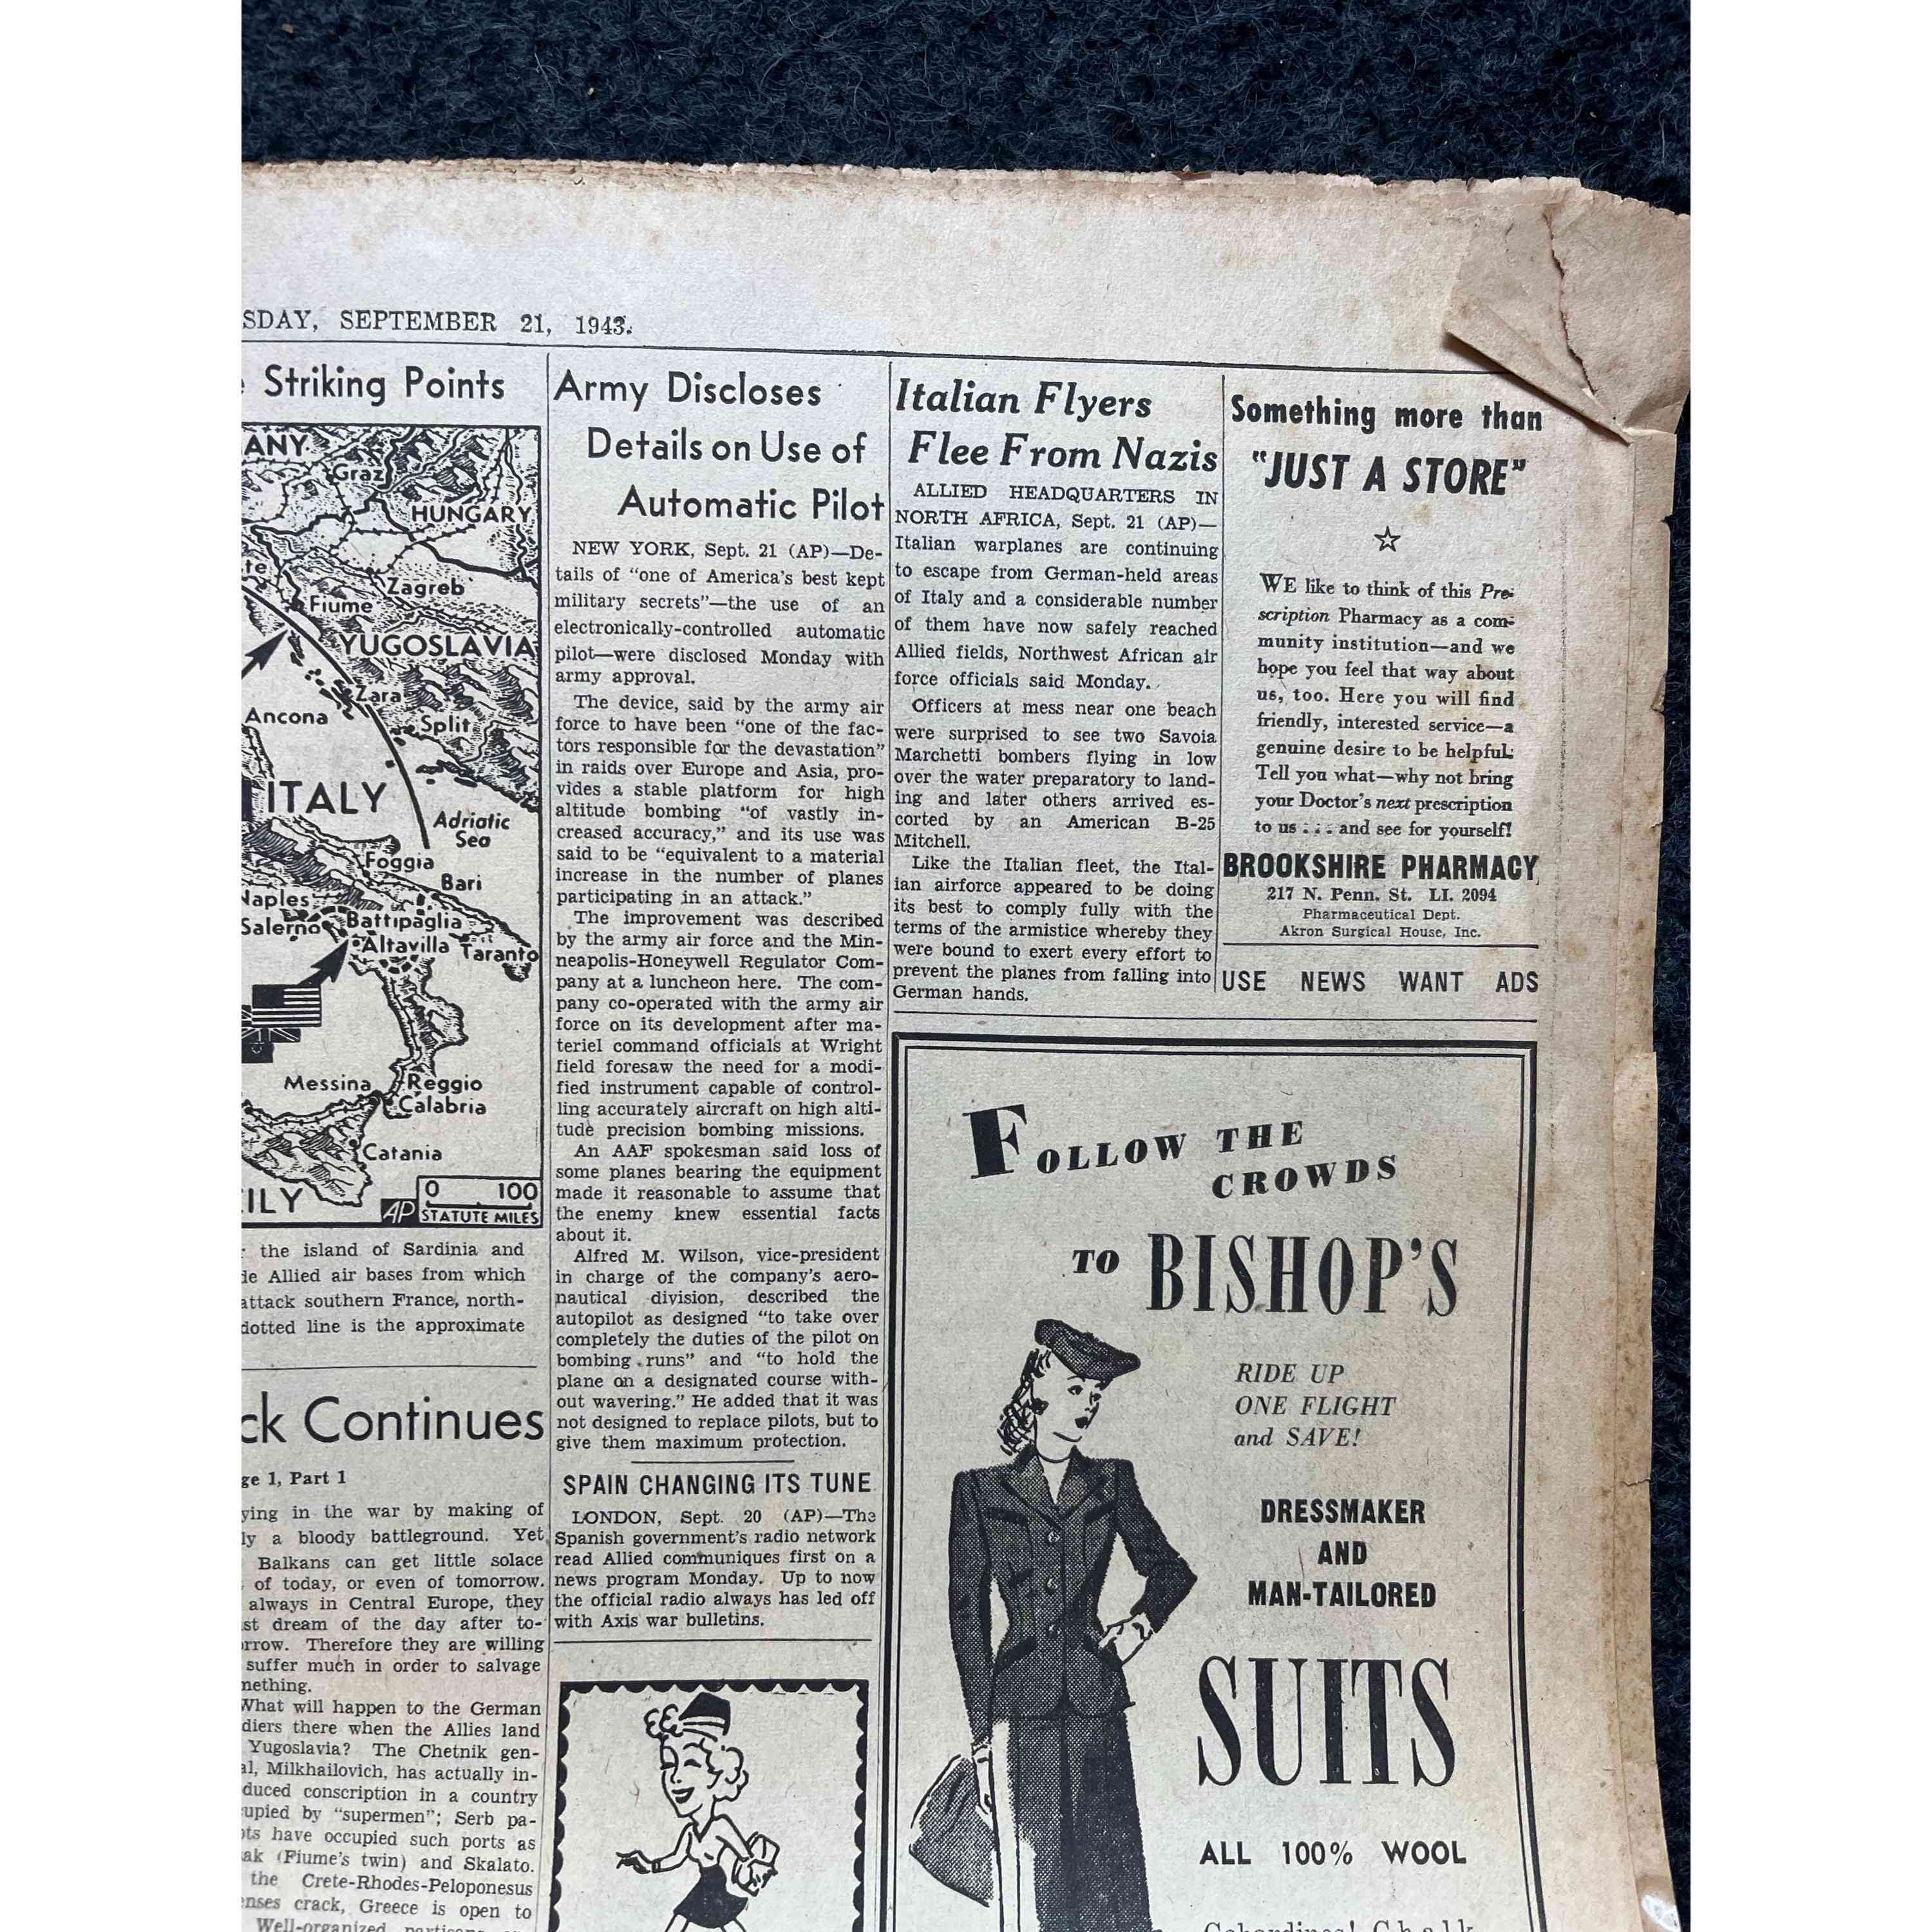 SDAY, SEPTEMBER 21, 1943.
Striking Points
ANY
Graz
HUNGARY
Zagreb
Fiume
YUGOSLAVIA
Zara
Ancona
Split
ITALY
Adriatic
Sea
Foggia
Bari
Naples
Battipaglia
Salerno
Altavilla
Taranto
Messina
Reggio
Calabria
Catania
ILY
0 100
AP STATUTE MILES
the island of Sardinia and
le Allied air bases from which
attack southern France, north-
dotted line is the approximate
ck Continues
ge 1, Part 1
ying in the war by making of
ly a bloody battleground. Yet
Balkans can get little solace
of today, or even of tomorrow.
always in Central Europe, they
st dream of the day after to-
rrow. Therefore they are willing
suffer much in order to salvage
mething.
What will happen to the German
diers there when the Allies land
Yugoslavia? The Chetnik gen-
al, Milkhailovich, has actually in-
duced conscription in a country
cupied by "supermen"; Serb pa-
ots have occupied such ports as
ak (Fiume's twin) and Skalato.
the Crete-Rhodes-Peloponesus
enses crack, Greece is open to
Well-organized
Army Discloses
Details on Use of
Automatic Pilot
NEW YORK, Sept. 21 (AP)—De-
tails of "one of America's best kept
military secrets"—the use of an
electronically-controlled automatic
pilot—were disclosed Monday with
army approval.
The device, said by the army air
force to have been "one of the fac-
tors responsible for the devastation"
in raids over Europe and Asia, pro-
vides a stable platform for high
altitude bombing "of vastly in-
creased accuracy," and its use was
said to be "equivalent to a material
increase in the number of planes
participating in an attack."
The improvement was described
by the army air force and the Min-
neapolis-Honeywell Regulator Com-
pany at a luncheon here. The com-
pany co-operated with the army air
force on its development after ma-
teriel command officials at Wright
field foresaw the need for a modi-
fied instrument capable of control-
ling accurately aircraft on high alti-
tude precision bombing missions.
An AAF spokesman said loss of
some planes bearing the equipment
made it reasonable to assume that
the enemy knew essential facts
about it.
Alfred M. Wilson, vice-president
in charge of the company's aero-
nautical division, described the
autopilot as designed "to take over
completely the duties of the pilot on
bombing runs" and "to hold the
plane on a designated course with-
out wavering." He added that it was
not designed to replace pilots, but to
give them maximum protection.
SPAIN CHANGING ITS TUNE
LONDON, Sept. 20 (AP)—The
Spanish government's radio network
read Allied communiques first on a
news program Monday. Up to now
the official radio always has led off
with Axis war bulletins.
Italian Flyers
Flee From Nazis
ALLIED HEADQUARTERS IN
NORTH AFRICA, Sept. 21 (AP)—
Italian warplanes are continuing
to escape from German-held areas
of Italy and a considerable number
of them have now safely reached
Allied fields, Northwest African air
force officials said Monday.
Officers at mess near one beach
were surprised to see two Savoia
Marchetti bombers flying in low
over the water preparatory to land-
ing and later others arrived es-
corted by an American B-25
Mitchell.
Like the Italian fleet, the Ital-
ian airforce appeared to be doing
its best to comply fully with the
terms of the armistice whereby they
were bound to exert every effort to
prevent the planes from falling into
German hands.
Something more than
"JUST A STORE"
WE like to think of this Pre-
scription Pharmacy as a com-
munity institution—and we
hope you feel that way about
us, too. Here you will find
friendly, interested service—a
genuine desire to be helpful.
Tell you what—why not bring
your Doctor's next prescription
to us . . . and see for yourself!
BROOKSHIRE PHARMACY
217 N. Penn. St. LI. 2094
Pharmaceutical Dept.
Akron Surgical House, Inc.
USE NEWS WANT ADS
FOLLOW THE
CROWDS
TO BISHOP'S
RIDE UP
ONE FLIGHT
and SAVE!
DRESSMAKER
AND
MAN-TAILORED
SUITS
ALL 100% WOOL